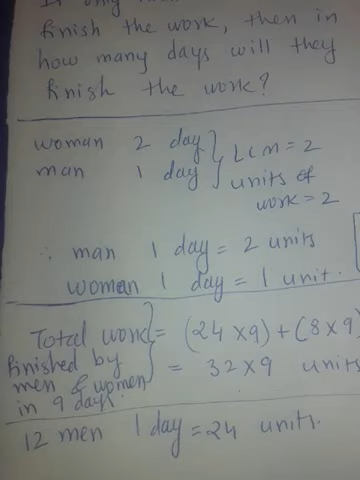 If only
finish the work, then in
how many days will they
finish the work?
woman 2 day } LCM = 2
man 1 day } units of
work = 2
∴ man 1 day = 2 units
woman 1 day = 1 unit.
Total work } = (24 × 9) + (8 × 9)
finished by } = 32 × 9 units
men & women
in 9 days.
12 men 1 day = 24 units.